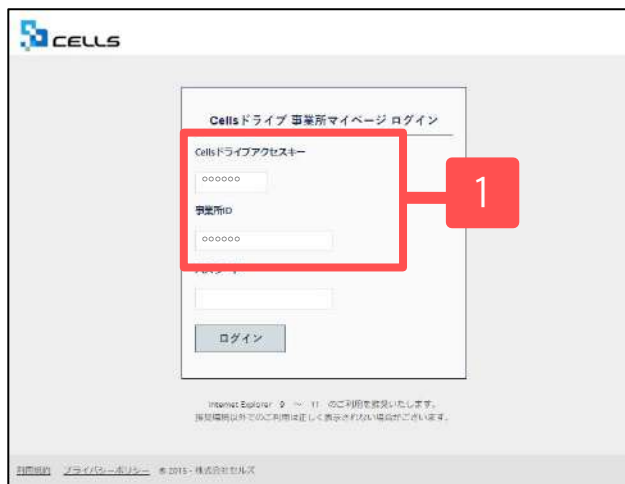 CELLS
Cellsドライブ 事業所マイページ ログイン
Cellsドライブアクセスキー
○○○○○○
1
事業所ID
○○○○○○
パスワード
ログイン
Internet Explorer 9 ～ 11 のご利用を推奨いたします。
推奨環境以外でのご利用は正しく表示されない場合がございます。
利用規約 プライバシーポリシー © 2015 - 株式会社セルズ